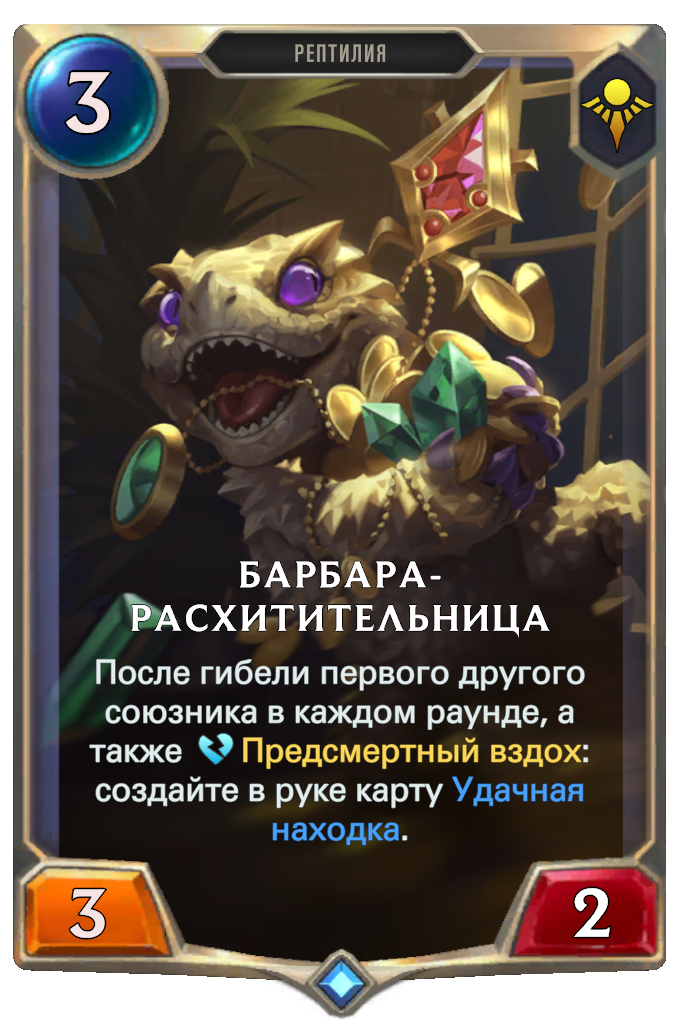 3
РЕПТИЛИЯ
БАРБАРА-
РАСХИТИТЕЛЬНИЦА
После гибели первого другого
союзника в каждом раунде, а
также Предсмертный вздох:
создайте в руке карту Удачная
находка.
3
2